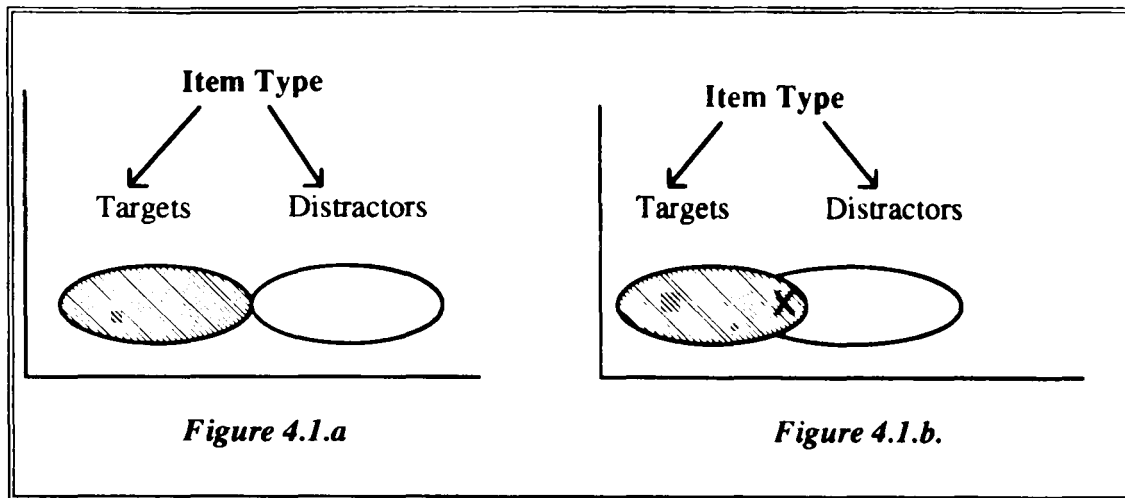 Item Type
Targets Distractors
Figure 4.1.a
Item Type
Targets Distractors
X
Figure 4.1.b.